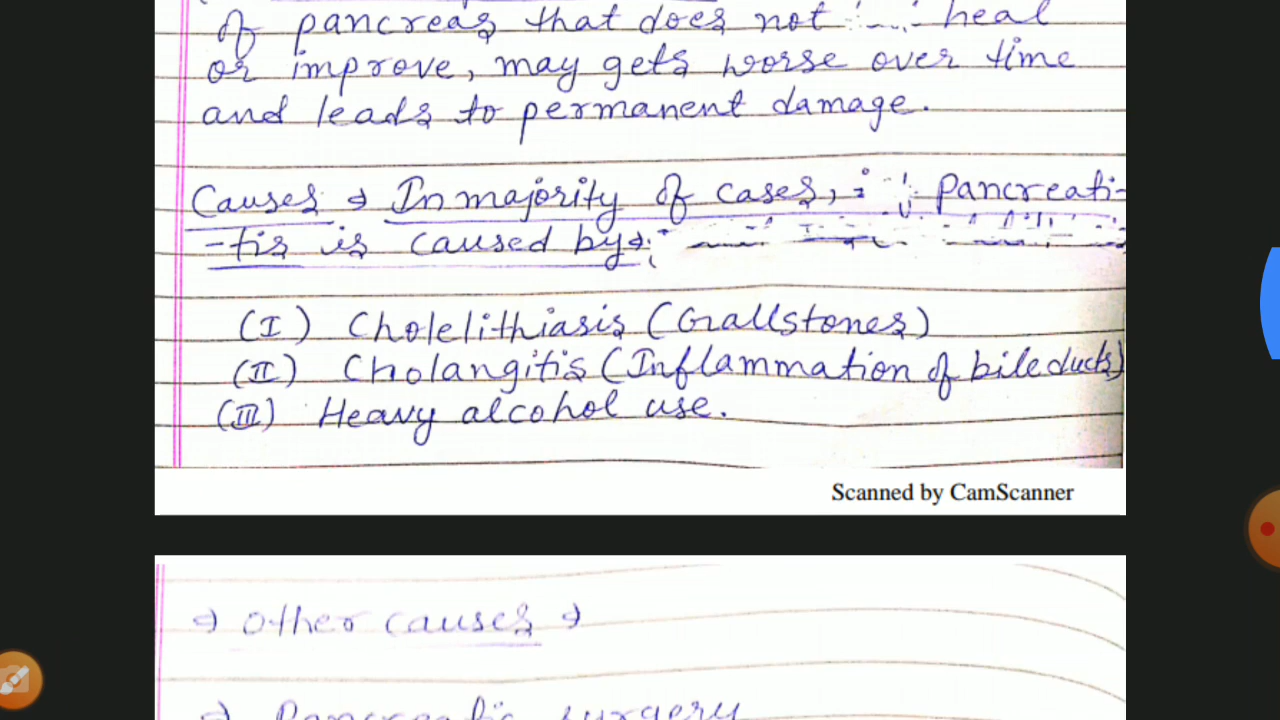 of pancreas that does not heal
or improve, may gets worse over time
and leads to permanent damage.
Causes → In majority of cases, pancreati-
-tis is caused by
(I) Cholelithiasis (Gallstones)
(II) Cholangitis (Inflammation of bile ducts)
(III) Heavy alcohol use.
Scanned by CamScanner
→ Other causes →
→ Pancreatic surgery